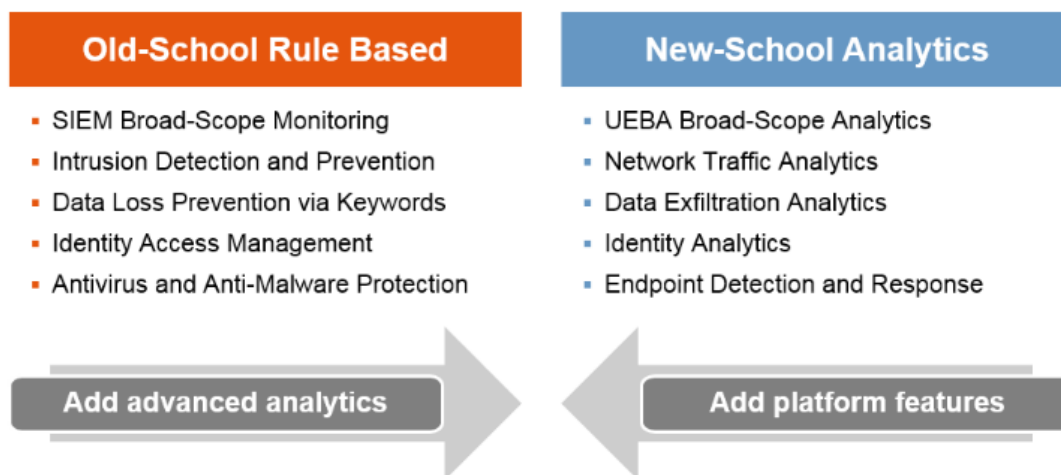 Old-School Rule Based
▪ SIEM Broad-Scope Monitoring
▪ Intrusion Detection and Prevention
▪ Data Loss Prevention via Keywords
▪ Identity Access Management
▪ Antivirus and Anti-Malware Protection
Add advanced analytics
New-School Analytics
▪ UEBA Broad-Scope Analytics
▪ Network Traffic Analytics
▪ Data Exfiltration Analytics
▪ Identity Analytics
▪ Endpoint Detection and Response
Add platform features